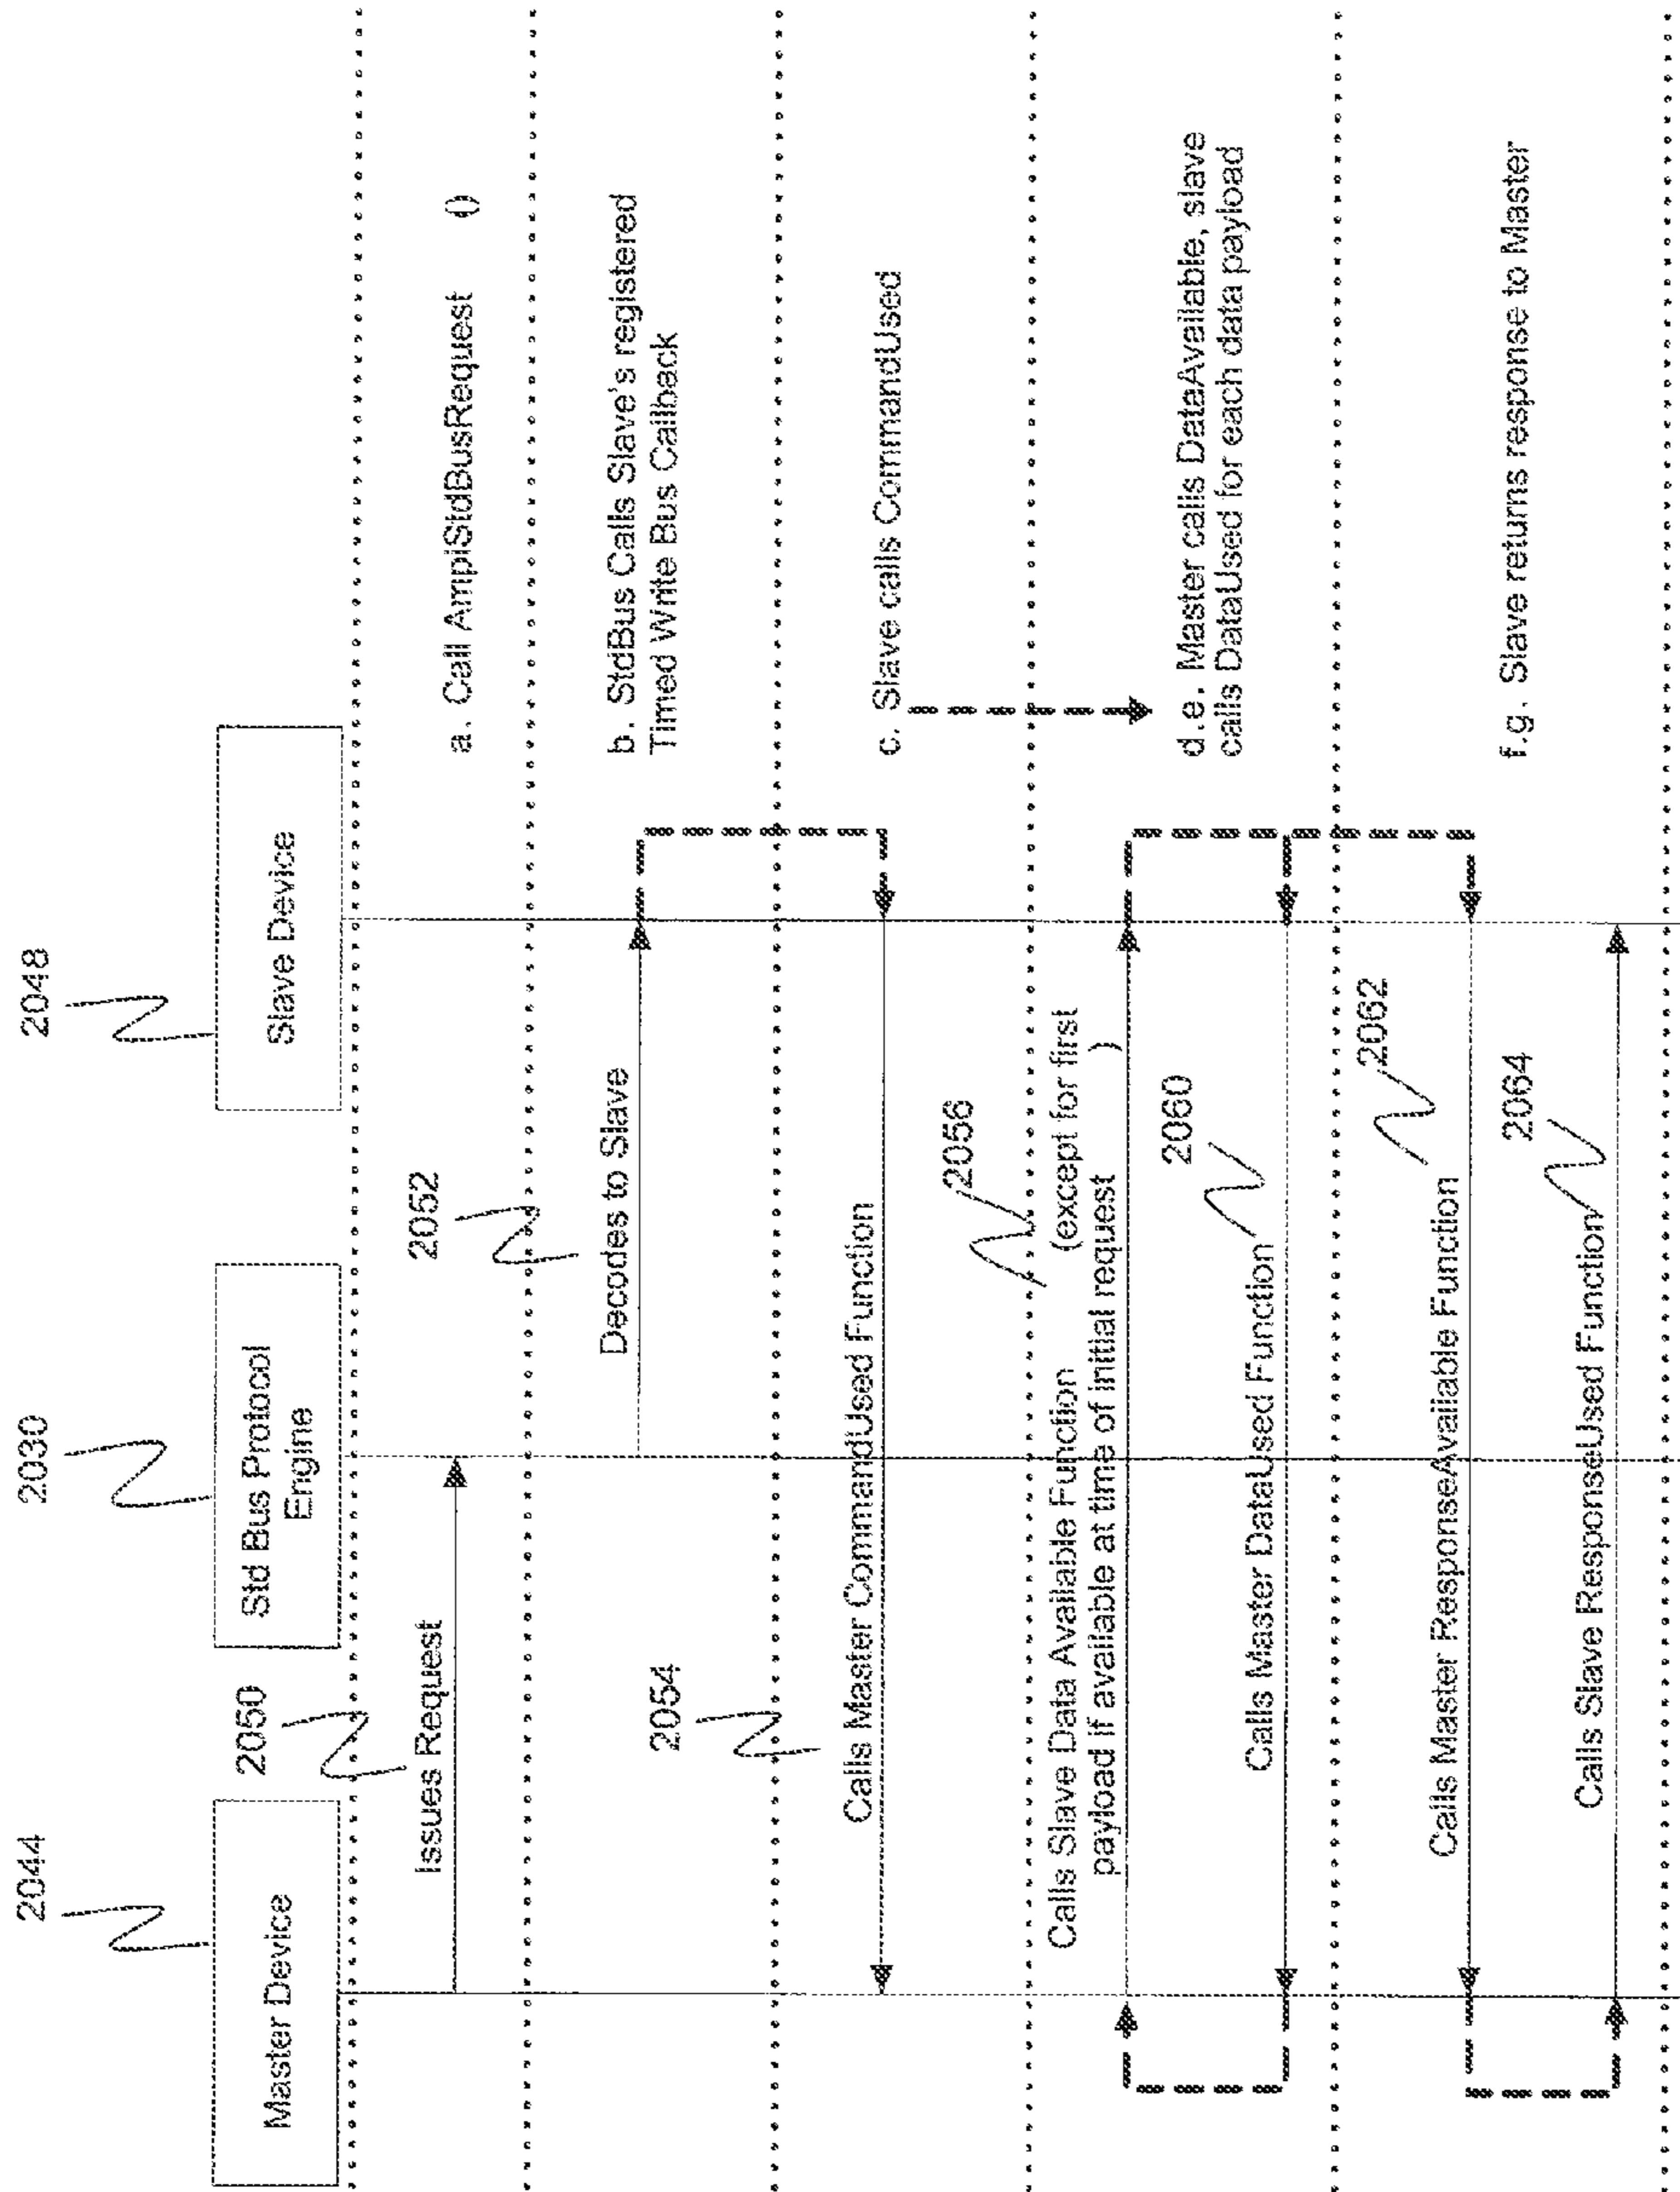 2044
2030
2048
Master Device
Std Bus Protocol
Engine
Slave Device
2050
Issues Request
a. Call AmpiStdBusRequest ()
2052
Decodes to Slave
b. StdBus Calls Slave's registered
Timed Write Bus Callback
2054
Calls Master CommandUsed Function
c. Slave calls CommandUsed
2056
Calls Slave Data Available Function (except for first
payload if available at time of initial request )
d.e. Master calls DataAvailable, slave
calls DataUsed for each data payload
2060
Calls Master DataUsed Function
2062
Calls Master ResponseAvailable Function
f.g. Slave returns response to Master
2064
Calls Slave ResponseUsed Function